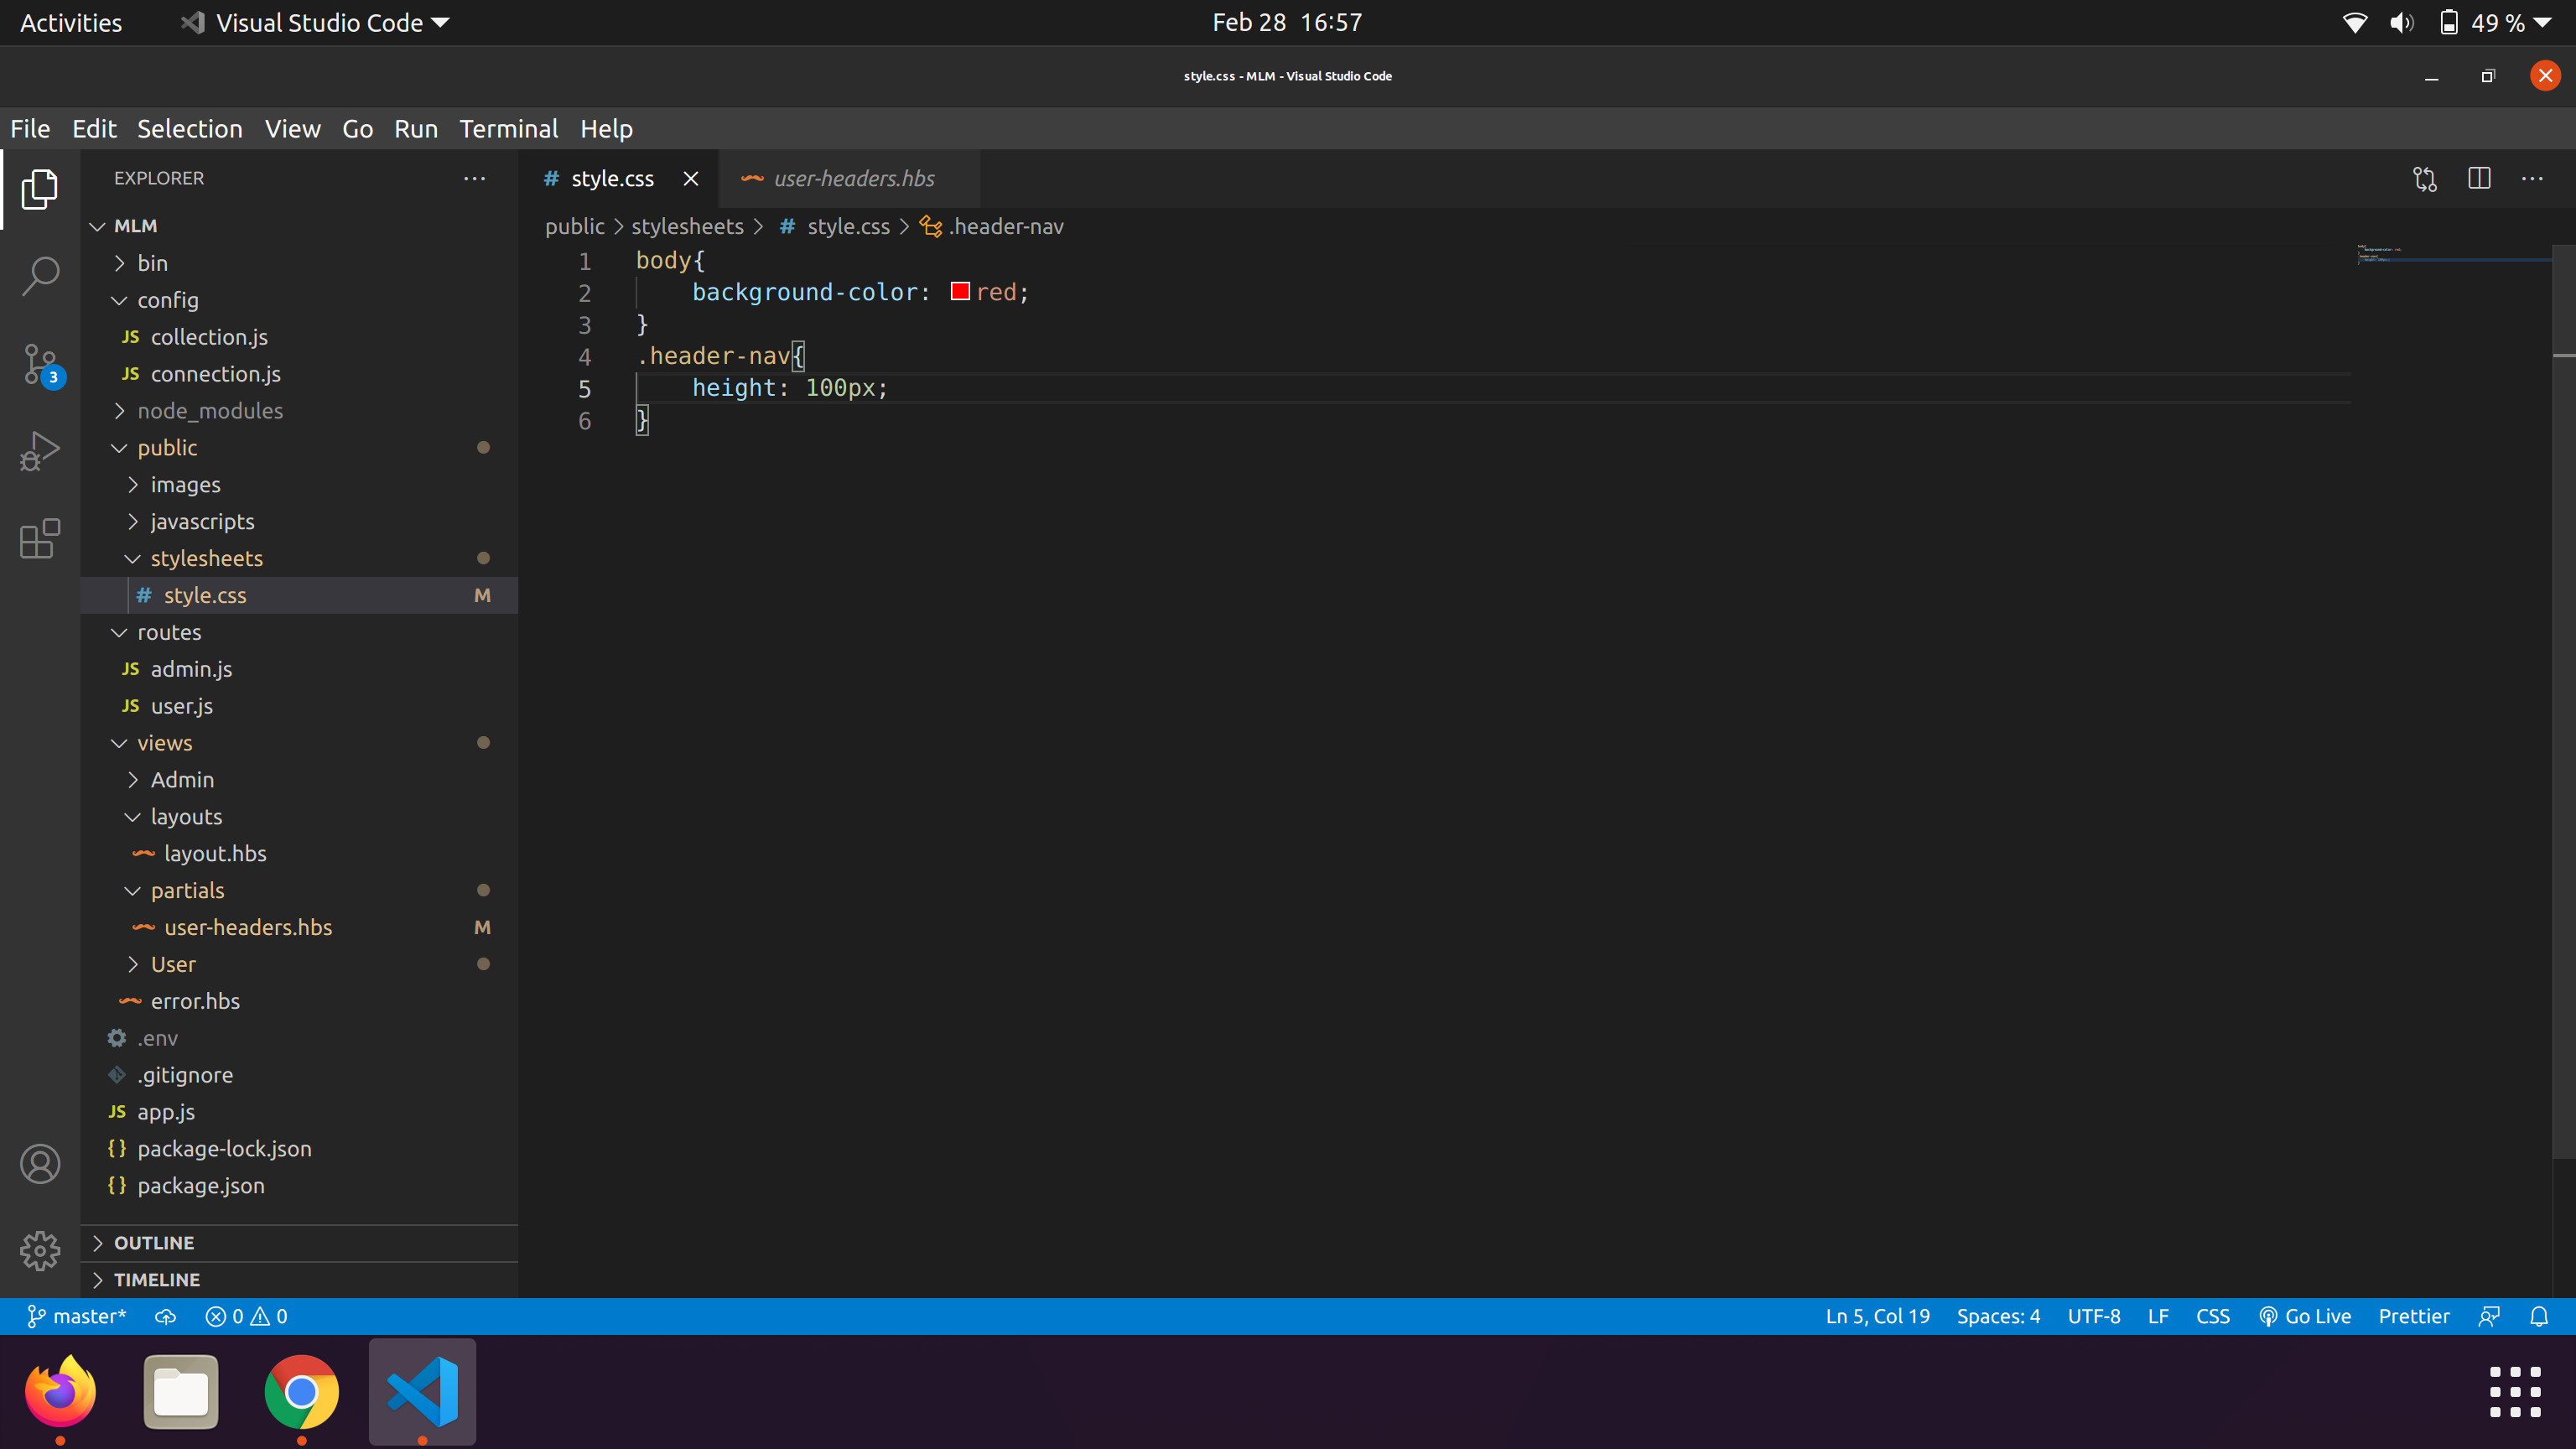 Activities Visual Studio Code Feb 28 16:57 49 %
style.css - MLM - Visual Studio Code
File Edit Selection View Go Run Terminal Help
EXPLORER
MLM
bin
config
JS collection.js
JS connection.js
node_modules
public
images
javascripts
stylesheets
# style.css M
routes
JS admin.js
JS user.js
views
Admin
layouts
layout.hbs
partials
user-headers.hbs M
User
error.hbs
.env
.gitignore
JS app.js
{} package-lock.json
{} package.json
OUTLINE
TIMELINE
3
# style.css user-headers.hbs
public > stylesheets > # style.css > .header-nav
1 body{
2 background-color: red;
3 }
4 .header-nav{
5 height: 100px;
6 }
master* 0 0 Ln 5, Col 19 Spaces: 4 UTF-8 LF CSS Go Live Prettier